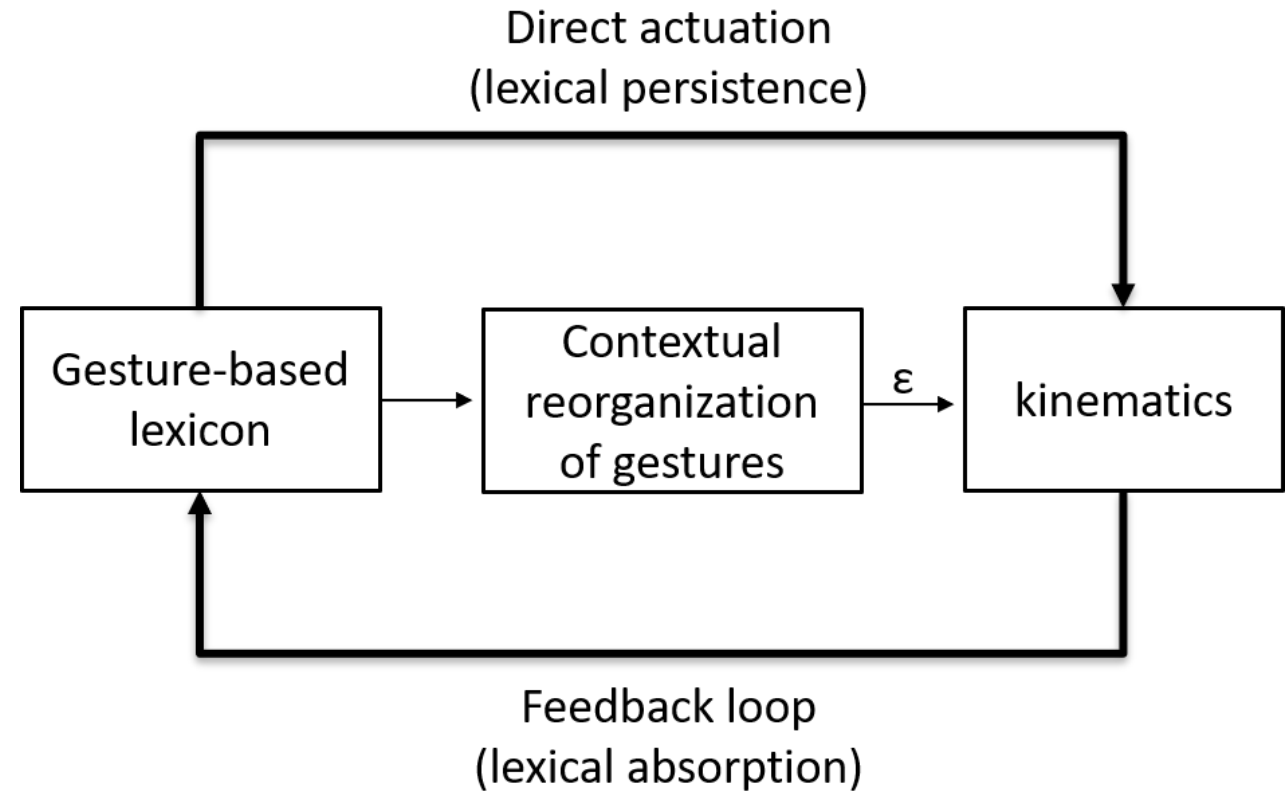 Direct actuation
(lexical persistence)
Gesture-based
lexicon
Contextual
reorganization
of gestures
ε
kinematics
Feedback loop
(lexical absorption)